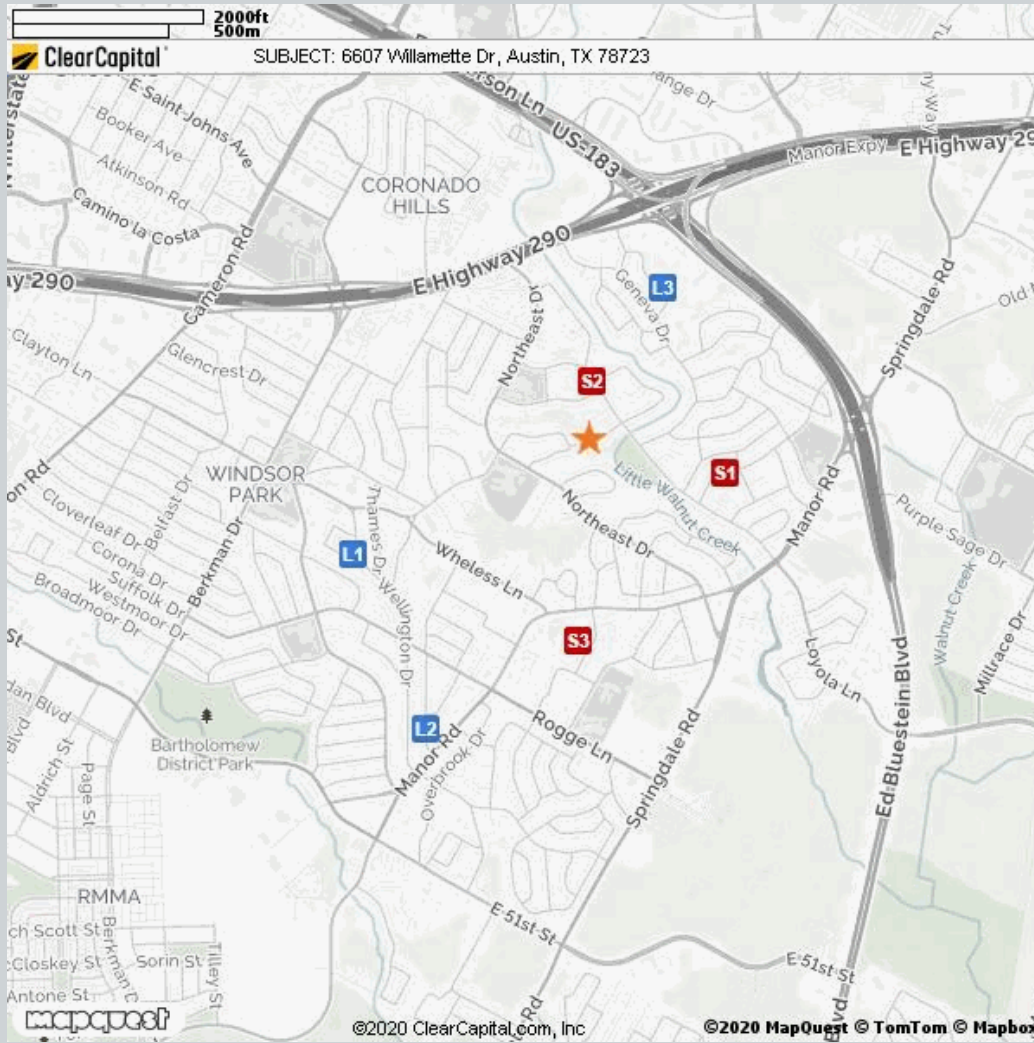 2000ft
500m
ClearCapital
SUBJECT: 6607 Willamette Dr, Austin, TX 78723
E Saint-Johns Ave
Booker Ave
Atkinson Rd
Camino la Costa
Cameron Rd
CORONADO
HILLS
US-183
Manor Expy
E Highway 29
E Highway 290
Geneva Dr
L3
Springdale Rd
Northeast Dr
Clayton Ln
Glencrest Dr
S2
WINDSOR
PARK
S1
Little Walnut Creek
Manor Rd
Purple Sage Dr
Cloverleaf Dr
Belfast Dr
Corona Dr
Suffolk Dr
Westmoor Dr
Broadmoor Dr
Berkman Dr
L1
Thames Dr
Wellington Dr
Wheless Ln
Northeast Dr
S3
Loyola Ln
Walnut Creek
Milltrace Dr
L2
Manor Rd
Overbrook Dr
Rogge Ln
Springdale Rd
Ed Bluestein Blvd
Bartholomew
District Park
Aldrich St
Page St
RMMA
ch Scott St
cCloskey St
Sorin St
Antone St
Tilley St
E 51st St
E 51st St
mapquest
©2020 ClearCapital.com, Inc
©2020 MapQuest © TomTom © Mapbox